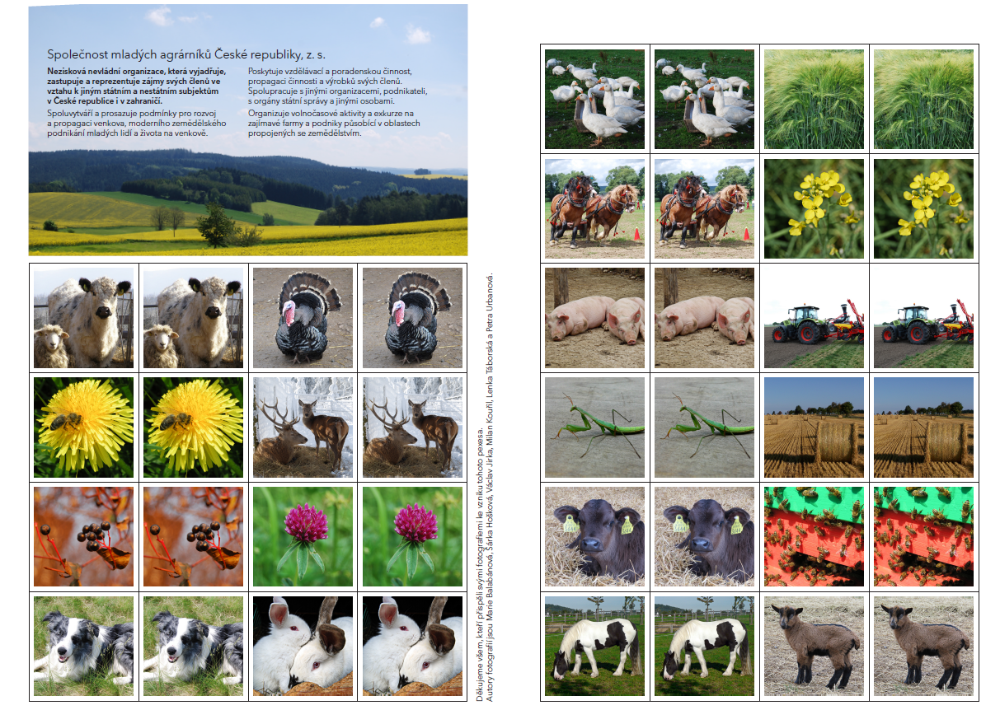 Společnost mladých agrárníků České republiky, z. s.
Nezisková nevládní organizace, která vyjadřuje,
zastupuje a reprezentuje zájmy svých členů ve
vztahu k jiným státním a nestátním subjektům
v České republice i v zahraničí.
Spoluvytváří a prosazuje podmínky pro rozvoj
a propagaci venkova, moderního zemědělského
podnikání mladých lidí a života na venkově.
Poskytuje vzdělávací a poradenskou činnost,
propagaci činnosti a výrobků svých členů.
Spolupracuje s jinými organizacemi, podnikateli,
s orgány státní správy a jinými osobami.
Organizuje volnočasové aktivity a exkurze na
zajímavé farmy a podniky působící v oblastech
propojených se zemědělstvím.
Děkujeme všem, kteří přispěli svými fotografiemi ke vzniku tohoto pexesa.
Autory fotografií jsou Marie Balabánová, Šárka Hošková, Václav Jirka, Milan Kouřil, Lenka Táborská a Petra Urbanová.